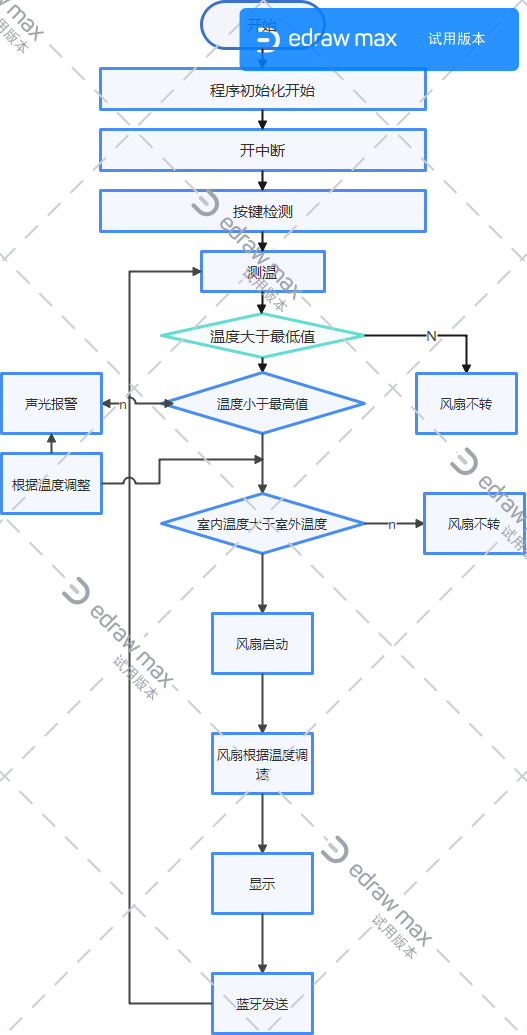 开始
edraw max 试用版本
程序初始化开始
开中断
按键检测
测温
温度大于最低值
N
声光报警
n
温度小于最高值
风扇不转
根据温度调整
室内温度大于室外温度
n
风扇不转
风扇启动
风扇根据温度调
速
显示
蓝牙发送
edraw max
试用版本
edraw max
试用版本
edraw max
试用版本
edraw max
试用版本